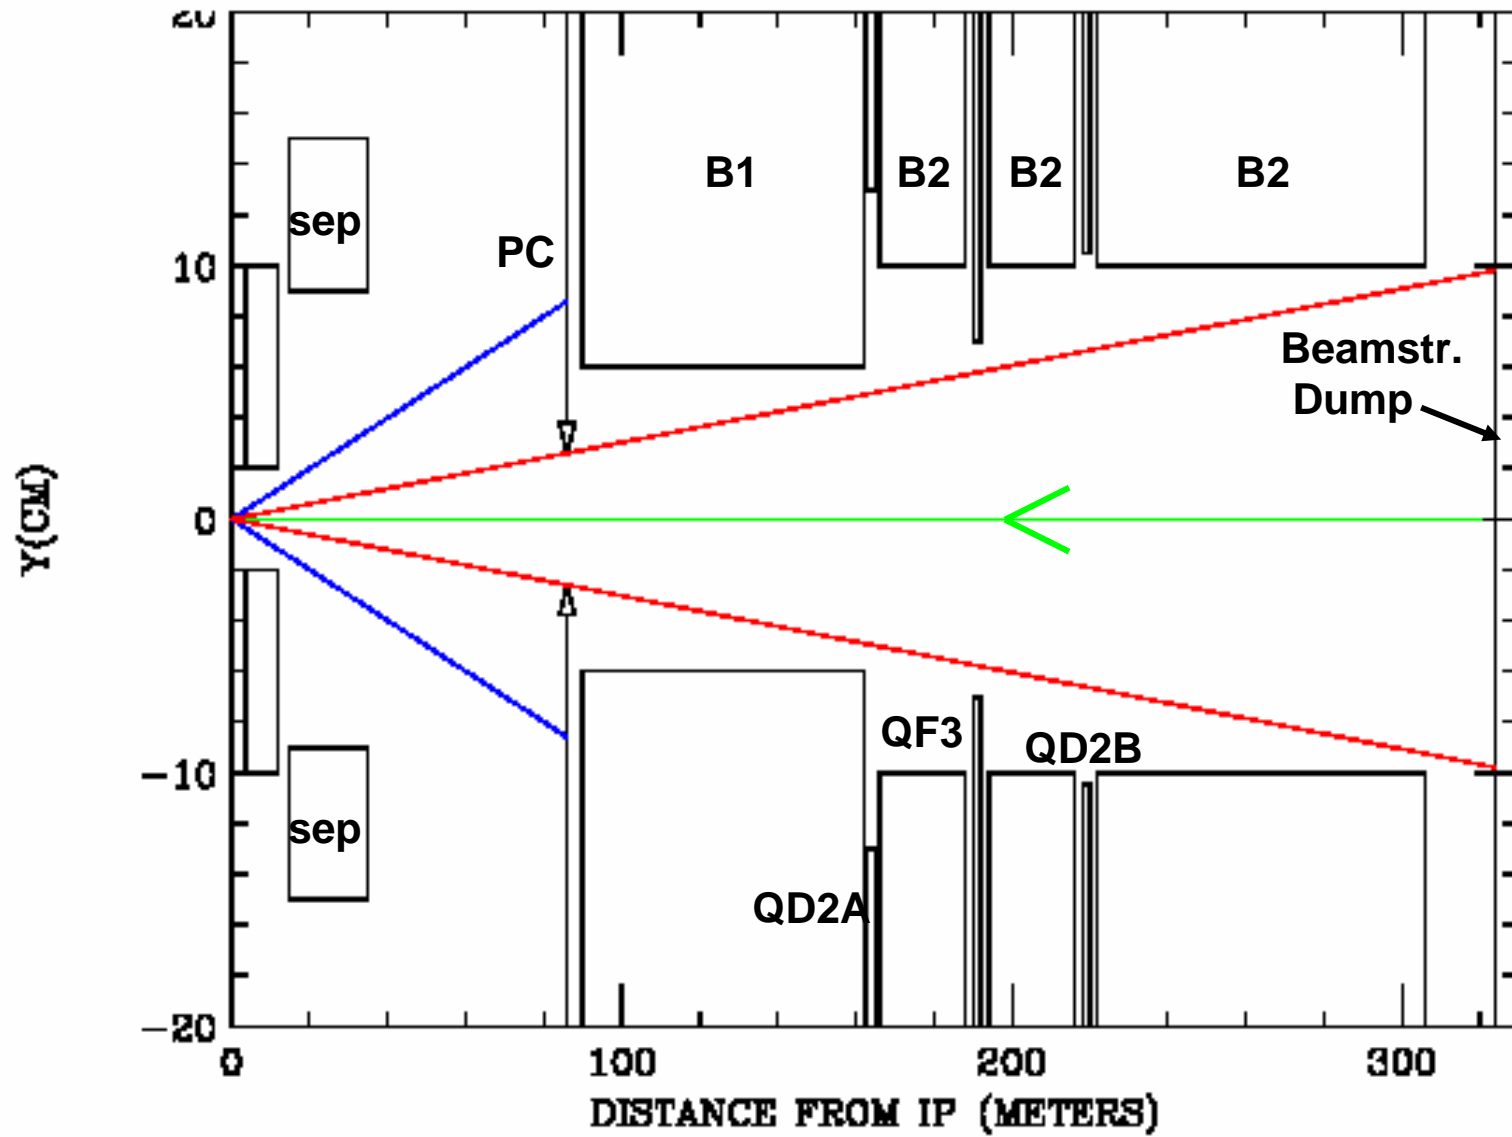 20
B1
B2
B2
B2
sep
PC
10
Beamstr.
Dump
Y(CM)
0
QF3
QD2B
-10
sep
QD2A
-20
0 100 200 300
DISTANCE FROM IP (METERS)